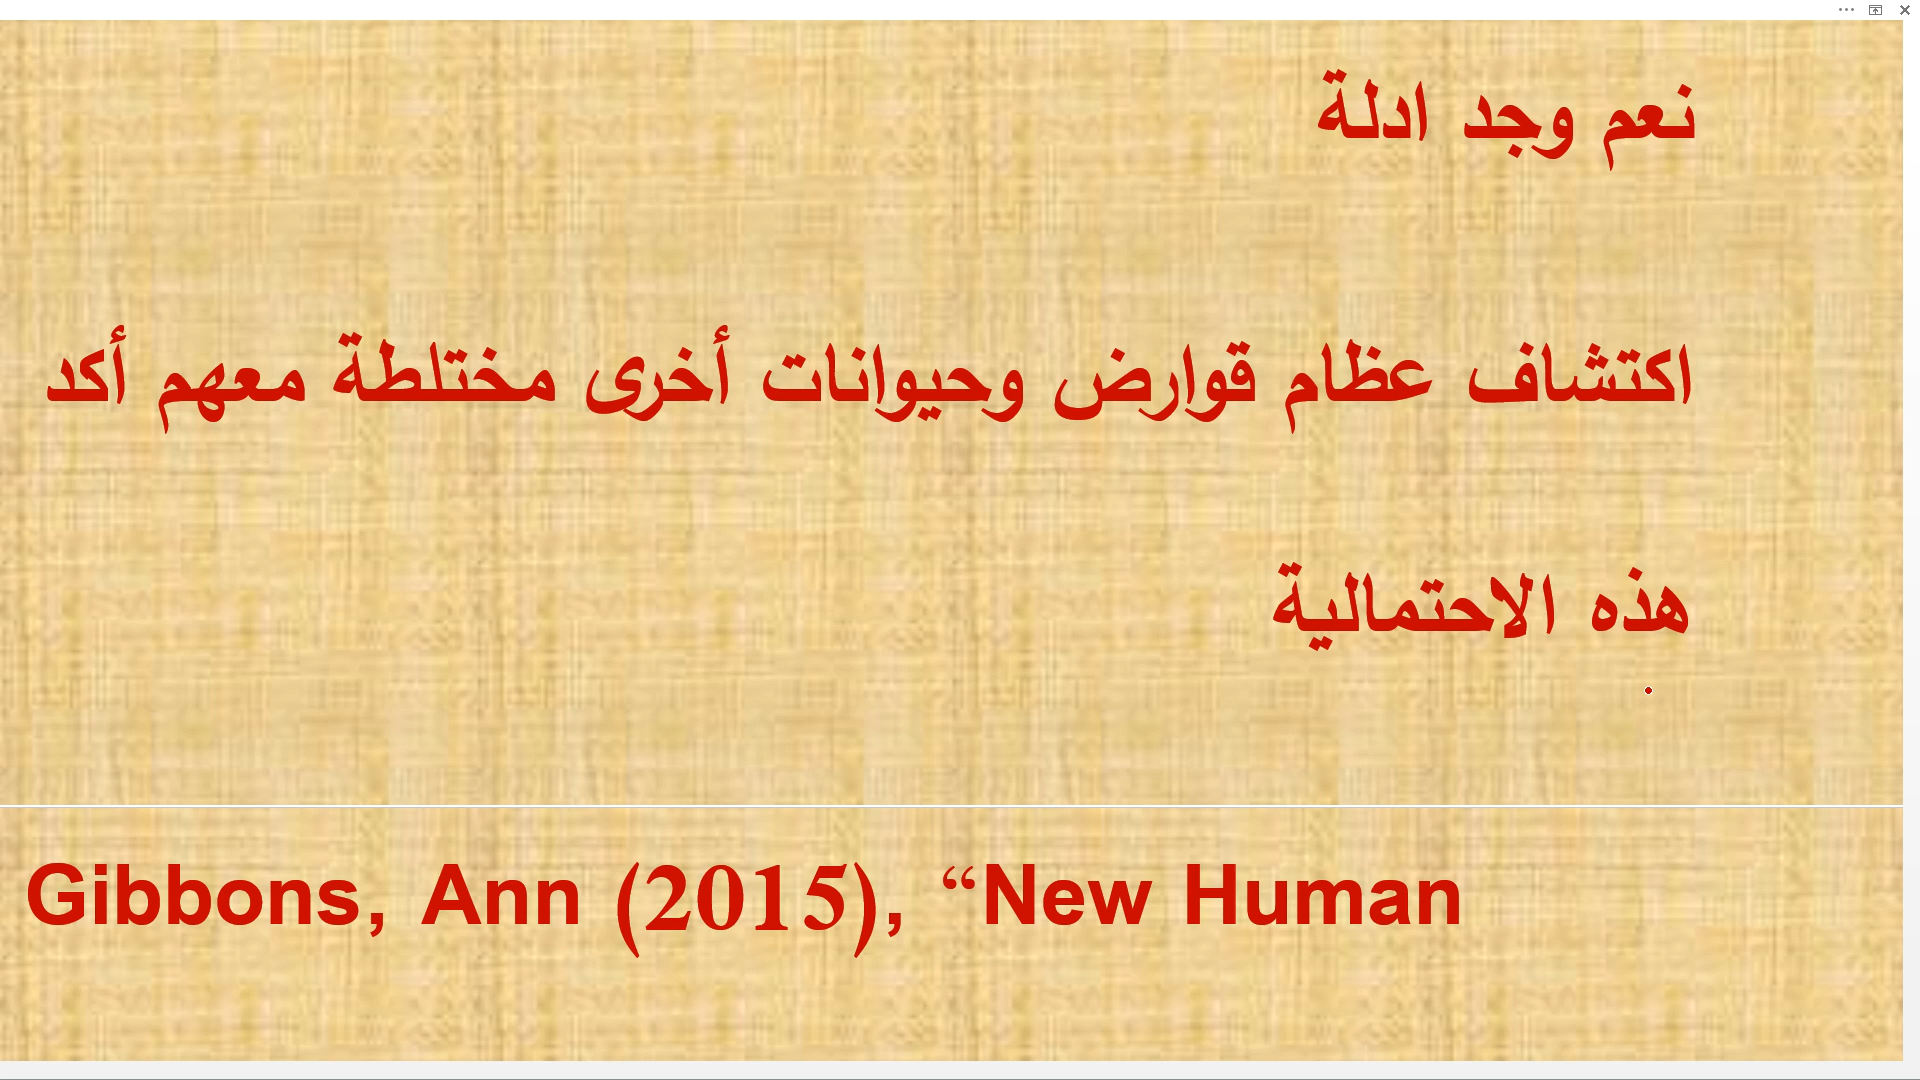 نعم وجد ادلة
اكتشاف عظام قوارض وحيوانات أخرى مختلطة معهم أكد
هذه الاحتمالية
Gibbons, Ann (2015), “New Human